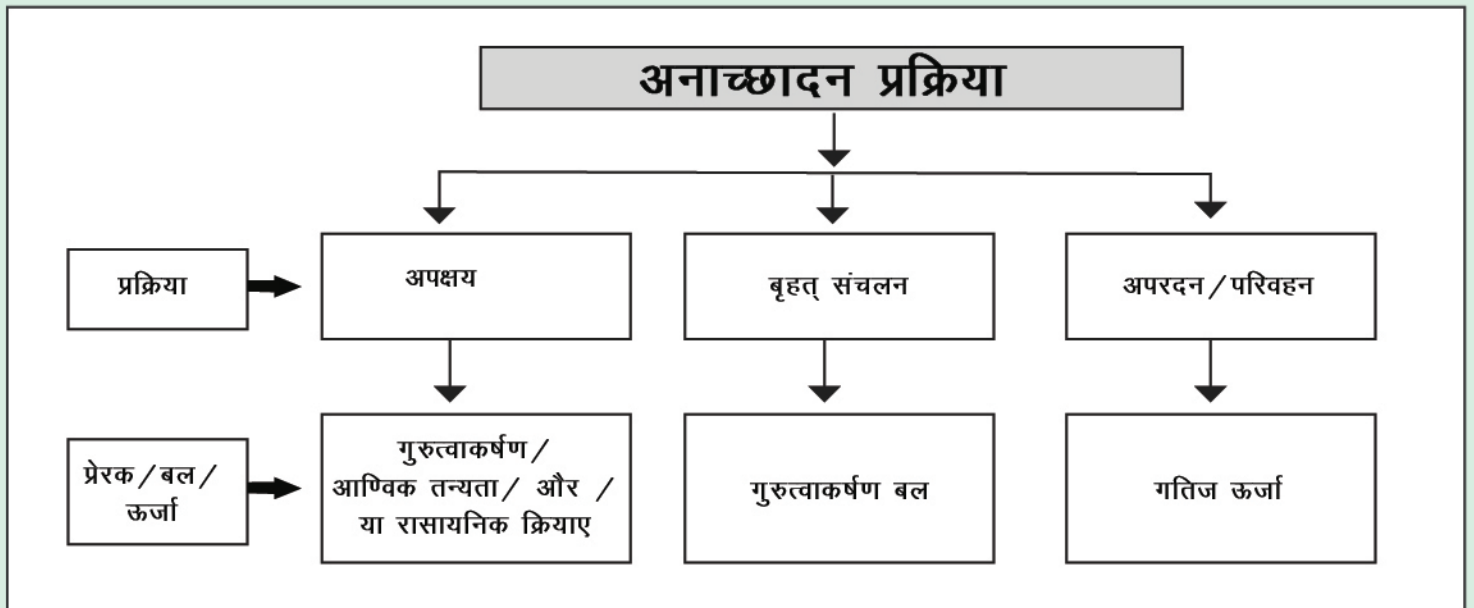 अनाच्छादन प्रक्रिया
प्रक्रिया
अपक्षय
बृहत् संचलन
अपरदन/परिवहन
प्रेरक/बल/
ऊर्जा
गुरुत्वाकर्षण/
आण्विक तन्यता/ और /
या रासायनिक क्रियाए
गुरुत्वाकर्षण बल
गतिज ऊर्जा